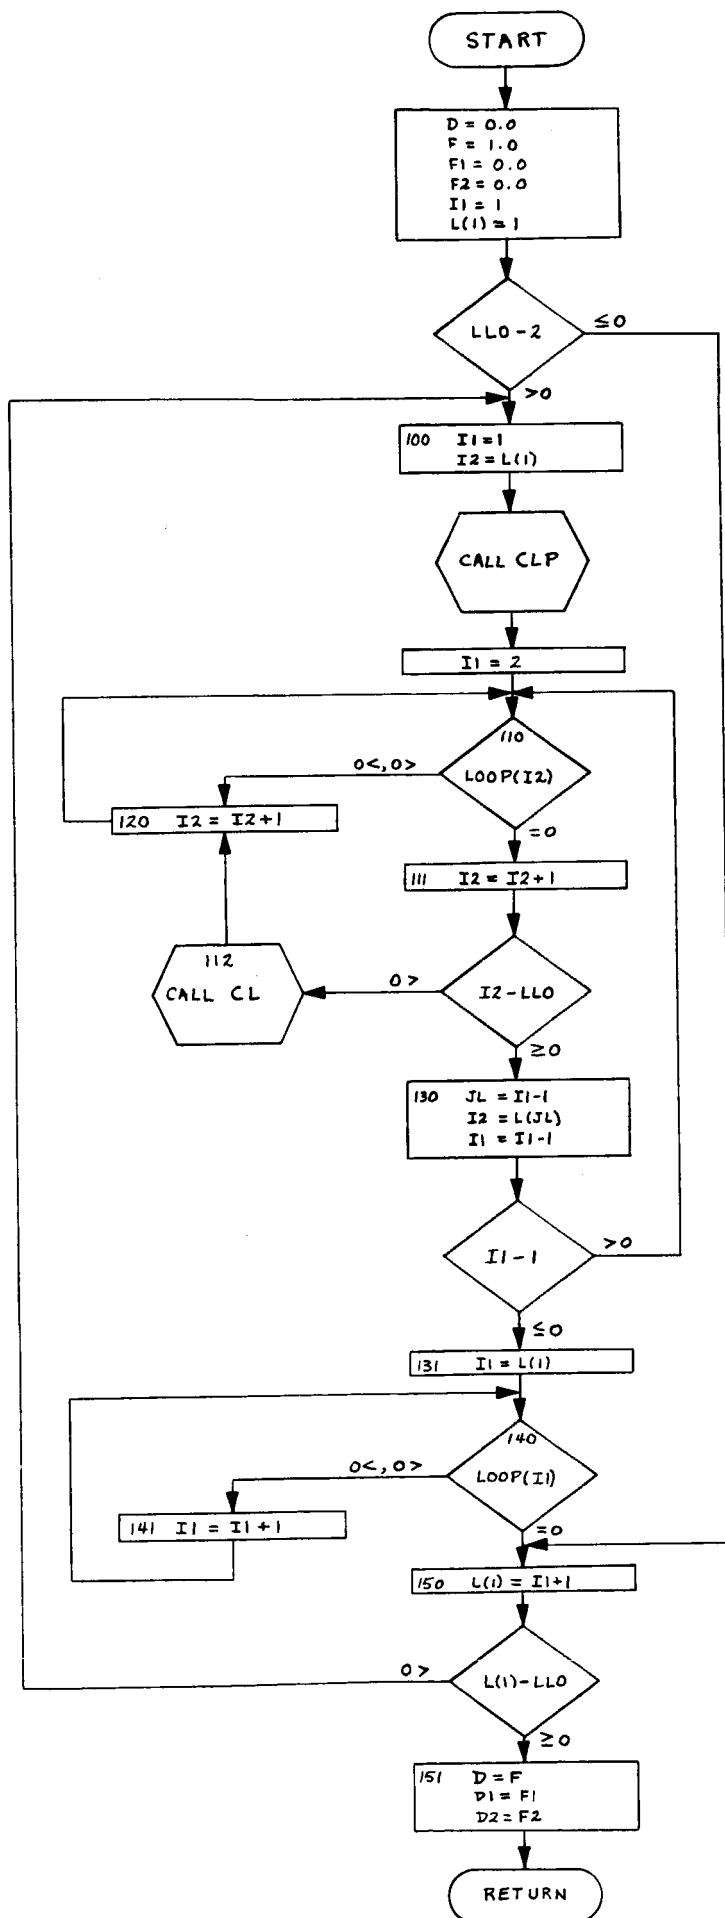 START
D = 0.0
F = 1.0
F1 = 0.0
F2 = 0.0
I1 = 1
L(1) = 1
LL0-2
≤0
>0
100 I1=1
I2=L(1)
CALL CLP
I1 = 2
110
LOOP(I2)
0<,0>
=0
120 I2 = I2+1
111 I2 = I2+1
112
CALL CL
0>
I2-LL0
≥0
130 JL = I1-1
I2 = L(JL)
I1 = I1-1
I1-1
>0
≤0
131 I1 = L(1)
140
LOOP(I1)
0<,0>
=0
141 I1 = I1+1
150 L(1) = I1+1
0>
L(1)-LL0
≥0
151 D = F
D1 = F1
D2 = F2
RETURN